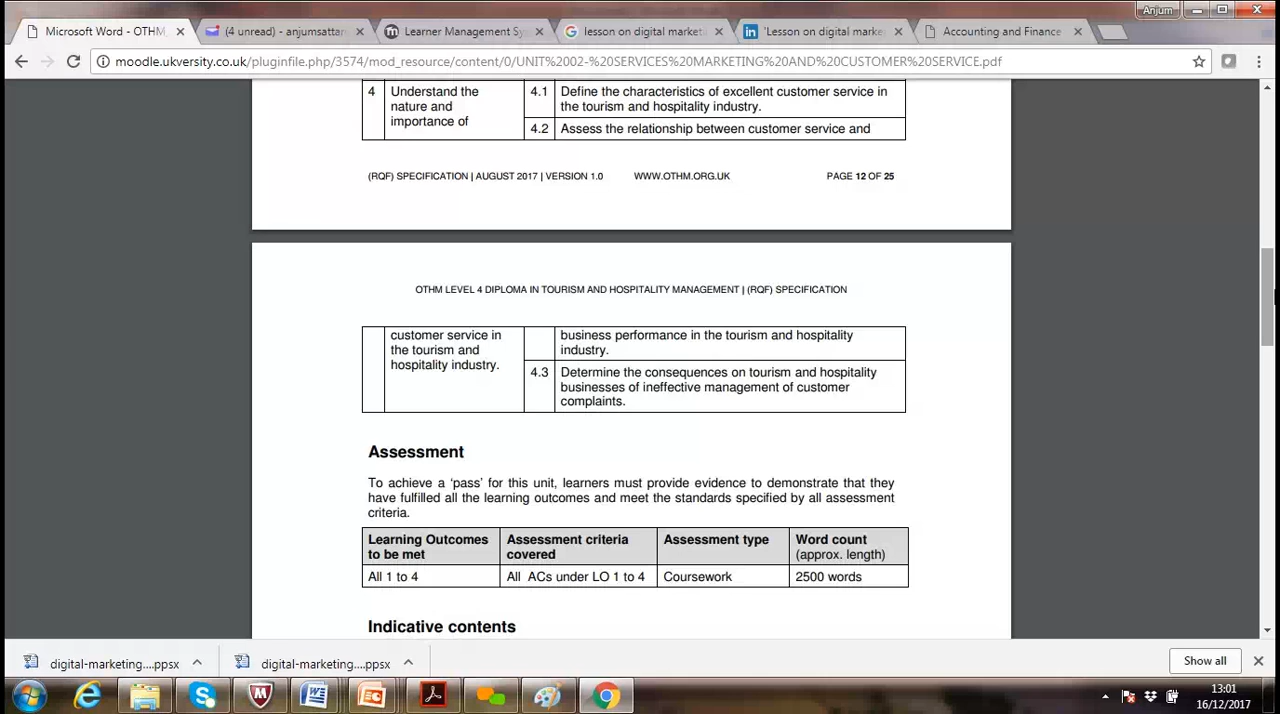 Anjum
Microsoft Word - OTHM
(4 unread) - anjumsattar
Learner Management Sy
lesson on digital market
'Lesson on digital marke
Accounting and Finance
moodle.ukversity.co.uk/pluginfile.php/3574/mod_resource/content/0/UNIT%2002-%20SERVICES%20MARKETING%20AND%20CUSTOMER%20SERVICE.pdf
4 Understand the nature and importance of
4.1 Define the characteristics of excellent customer service in
the tourism and hospitality industry.
4.2 Assess the relationship between customer service and
(RQF) SPECIFICATION | AUGUST 2017 | VERSION 1.0 WWW.OTHM.ORG.UK PAGE 12 OF 25
OTHM LEVEL 4 DIPLOMA IN TOURISM AND HOSPITALITY MANAGEMENT | (RQF) SPECIFICATION
customer service in
the tourism and
hospitality industry.
business performance in the tourism and hospitality
industry.
4.3 Determine the consequences on tourism and hospitality
businesses of ineffective management of customer
complaints.
Assessment
To achieve a 'pass' for this unit, learners must provide evidence to demonstrate that they
have fulfilled all the learning outcomes and meet the standards specified by all assessment
criteria.
Learning Outcomes to be met
Assessment criteria covered
Assessment type
Word count (approx. length)
All 1 to 4 All ACs under LO 1 to 4 Coursework 2500 words
Indicative contents
digital-marketing....ppsx
digital-marketing....ppsx
Show all
13:01
16/12/2017